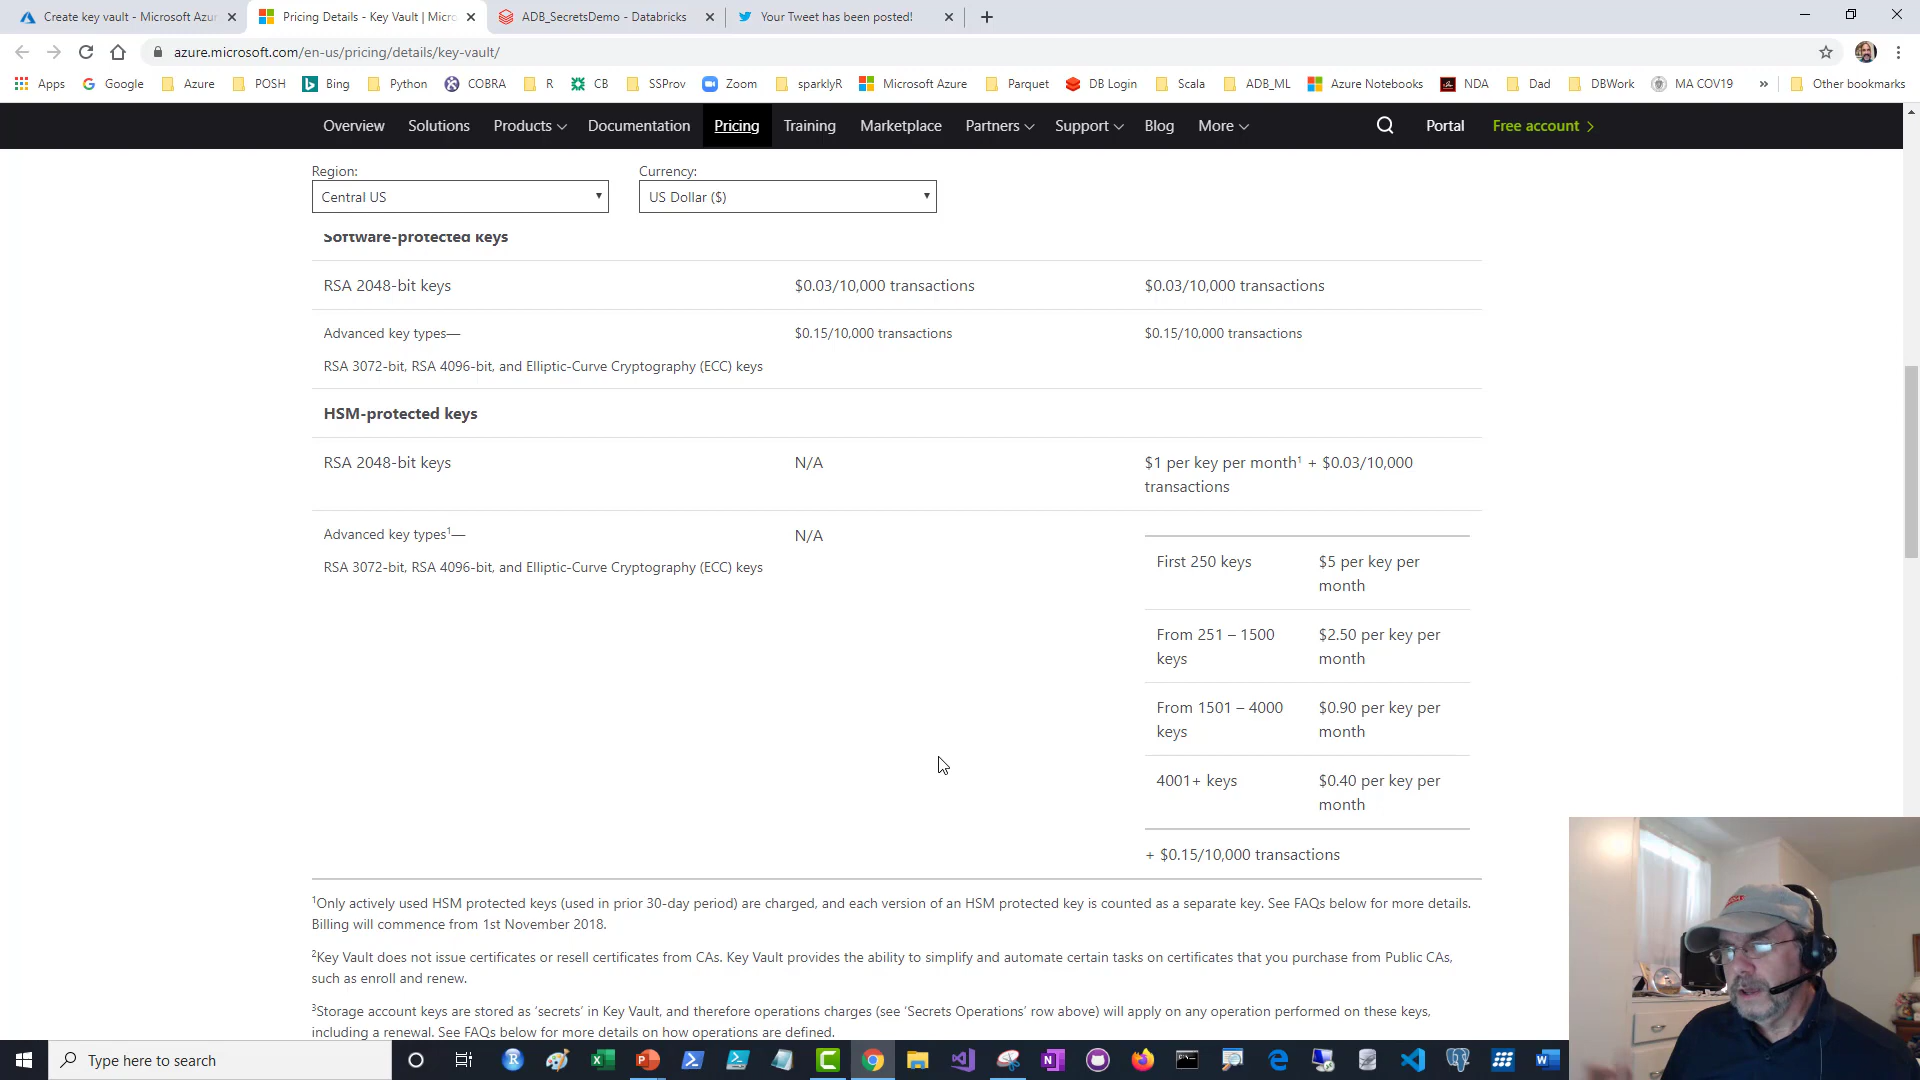 Create key vault - Microsoft Azur
Pricing Details - Key Vault | Micro
ADB_SecretsDemo - Databricks
Your Tweet has been posted!
azure.microsoft.com/en-us/pricing/details/key-vault/
Apps Google Azure POSH Bing Python COBRA R CB SSProv Zoom sparklyR Microsoft Azure Parquet DB Login Scala ADB_ML Azure Notebooks NDA Dad DBWork MA COV19 » Other bookmarks
Overview Solutions Products Documentation Pricing Training Marketplace Partners Support Blog More Portal Free account
Region: Currency:
Central US US Dollar ($)
Software-protected keys
RSA 2048-bit keys $0.03/10,000 transactions $0.03/10,000 transactions
Advanced key types— $0.15/10,000 transactions $0.15/10,000 transactions
RSA 3072-bit, RSA 4096-bit, and Elliptic-Curve Cryptography (ECC) keys
HSM-protected keys
RSA 2048-bit keys N/A $1 per key per month¹ + $0.03/10,000
transactions
Advanced key types¹— N/A
RSA 3072-bit, RSA 4096-bit, and Elliptic-Curve Cryptography (ECC) keys
First 250 keys $5 per key per
month
From 251 – 1500 $2.50 per key per
keys month
From 1501 – 4000 $0.90 per key per
keys month
4001+ keys $0.40 per key per
month
+ $0.15/10,000 transactions
¹Only actively used HSM protected keys (used in prior 30-day period) are charged, and each version of an HSM protected key is counted as a separate key. See FAQs below for more details.
Billing will commence from 1st November 2018.
²Key Vault does not issue certificates or resell certificates from CAs. Key Vault provides the ability to simplify and automate certain tasks on certificates that you purchase from Public CAs,
such as enroll and renew.
³Storage account keys are stored as ‘secrets’ in Key Vault, and therefore operations charges (see ‘Secrets Operations’ row above) will apply on any operation performed on these keys,
including a renewal. See FAQs below for more details on how operations are defined.
Type here to search